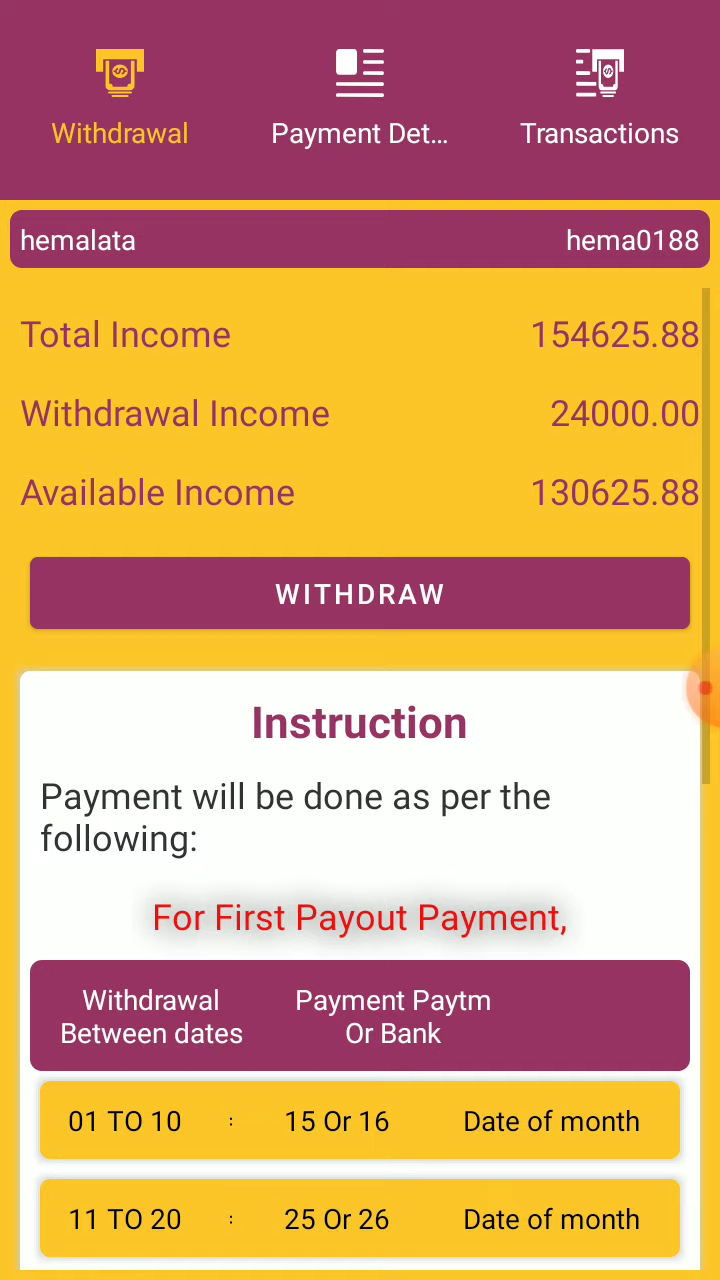 Withdrawal
Payment Det...
Transactions
hemalata hema0188
Total Income 154625.88
Withdrawal Income 24000.00
Available Income 130625.88
WITHDRAW
Instruction
Payment will be done as per the
following:
For First Payout Payment,
Withdrawal Payment Paytm
Between dates Or Bank
01 TO 10 : 15 Or 16 Date of month
11 TO 20 : 25 Or 26 Date of month